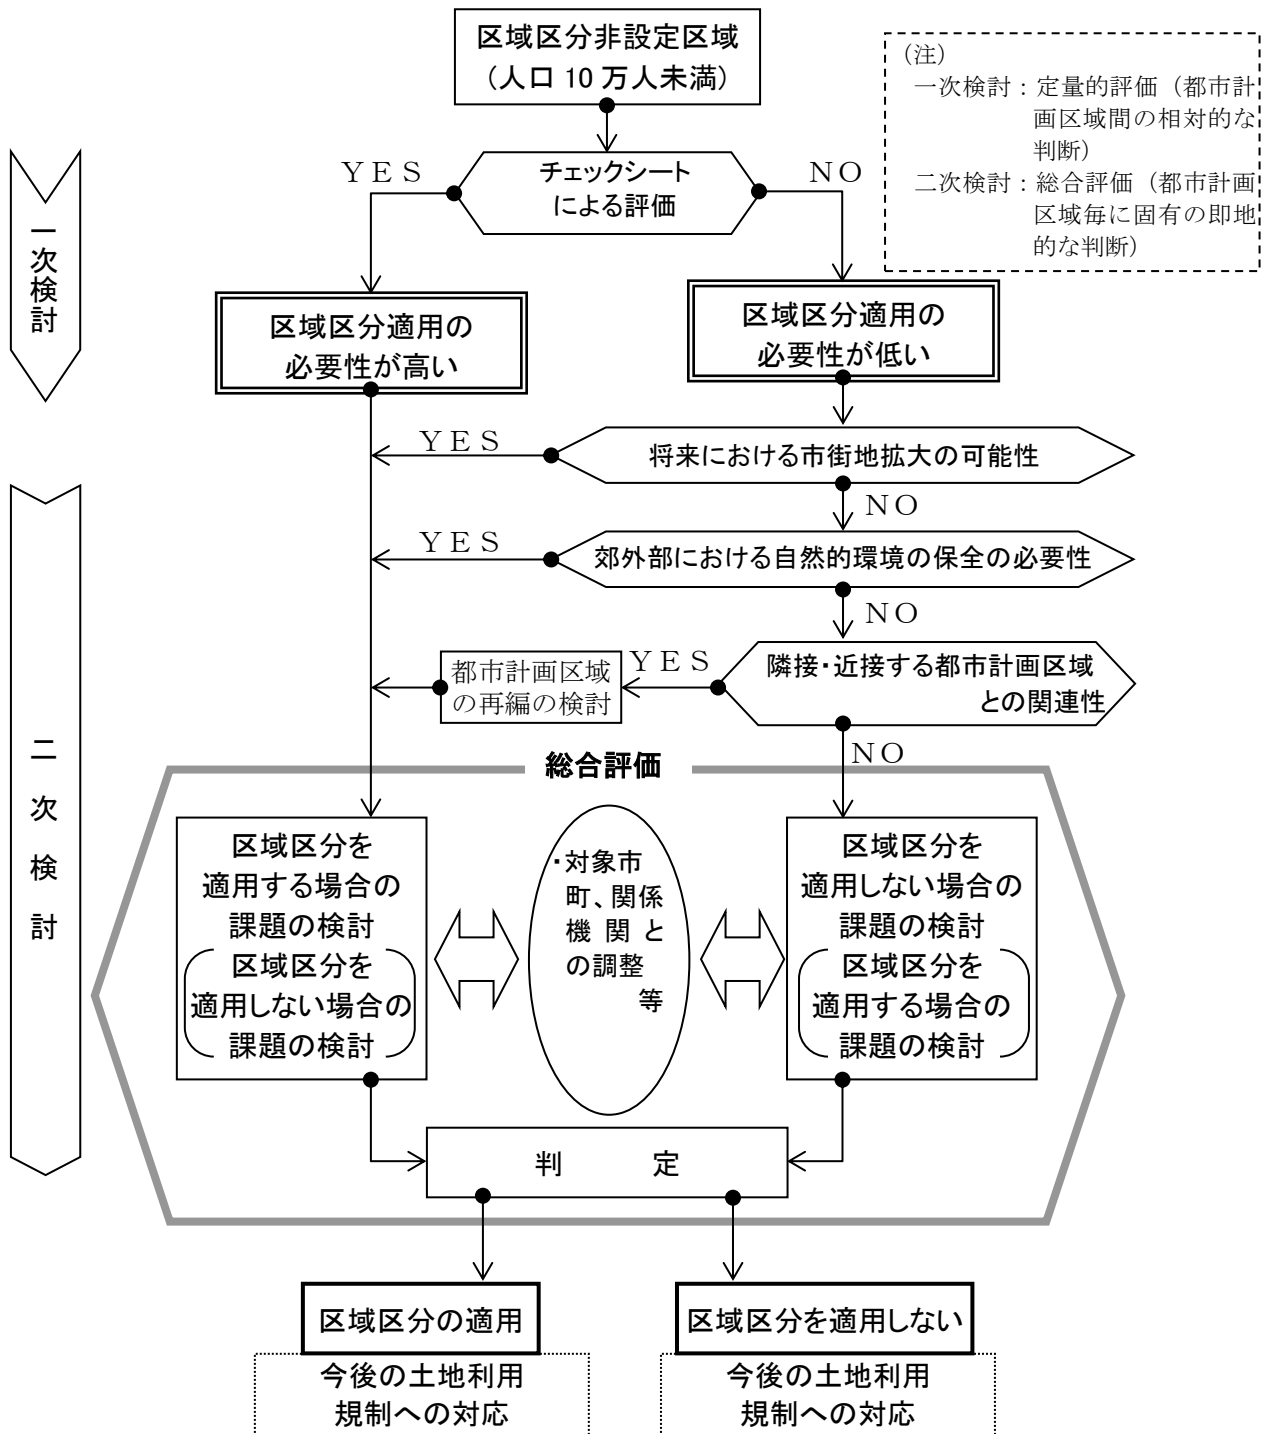 区域区分非設定区域
（人口 10 万人未満）
（注）
一次検討：定量的評価（都市計
画区域間の相対的な
判断）
二次検討：総合評価（都市計画
区域毎に固有の即地
的な判断）
一次検討
ＹＥＳ
チェックシート
による評価
ＮＯ
区域区分適用の
必要性が高い
区域区分適用の
必要性が低い
ＹＥＳ
将来における市街地拡大の可能性
ＮＯ
ＹＥＳ
郊外部における自然的環境の保全の必要性
ＮＯ
二次検討
都市計画区域
の再編の検討
ＹＥＳ
隣接・近接する都市計画区域
との関連性
ＮＯ
総合評価
区域区分を
適用する場合の
課題の検討
区域区分を
適用しない場合の
課題の検討
・対象市
町、関係
機関と
の調整
等
区域区分を
適用しない場合の
課題の検討
区域区分を
適用する場合の
課題の検討
判　　定
区域区分の適用
区域区分を適用しない
今後の土地利用
規制への対応
今後の土地利用
規制への対応